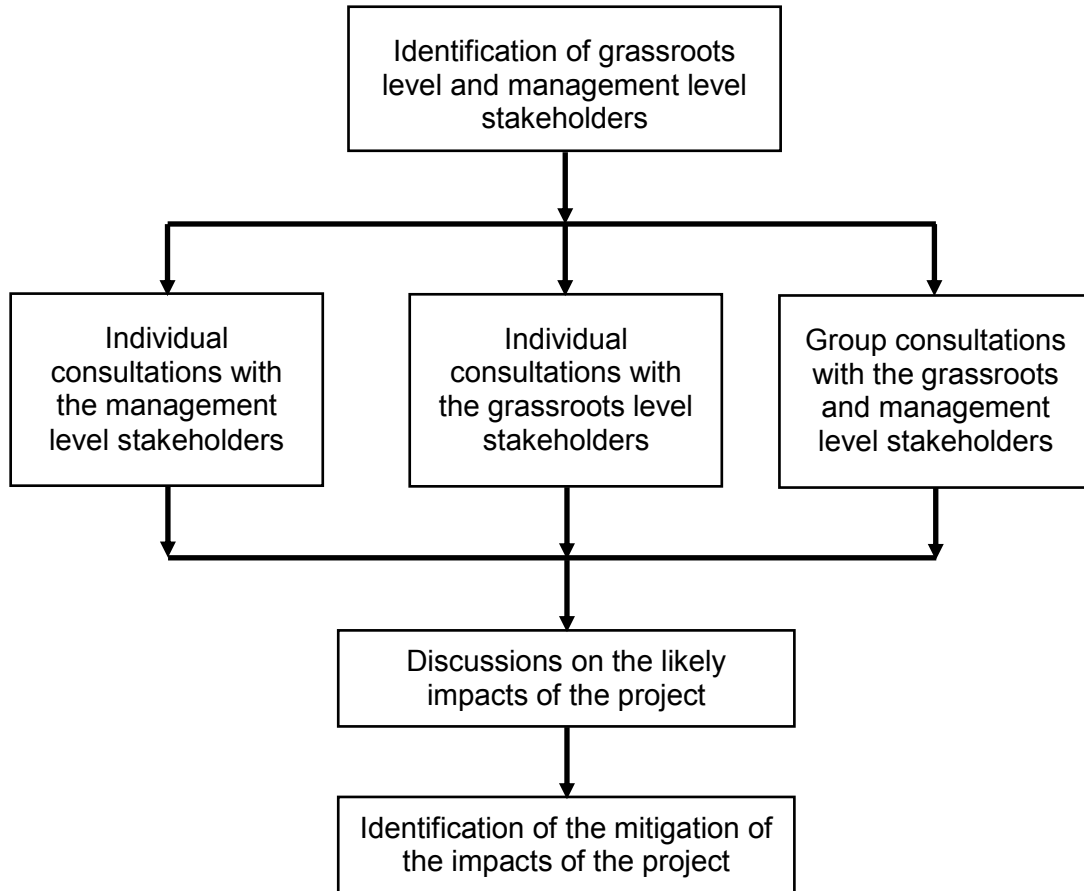 Identification of grassroots
level and management level
stakeholders
Individual
consultations with
the management
level stakeholders
Individual
consultations with
the grassroots level
stakeholders
Group consultations
with the grassroots
and management
level stakeholders
Discussions on the likely
impacts of the project
Identification of the mitigation of
the impacts of the project